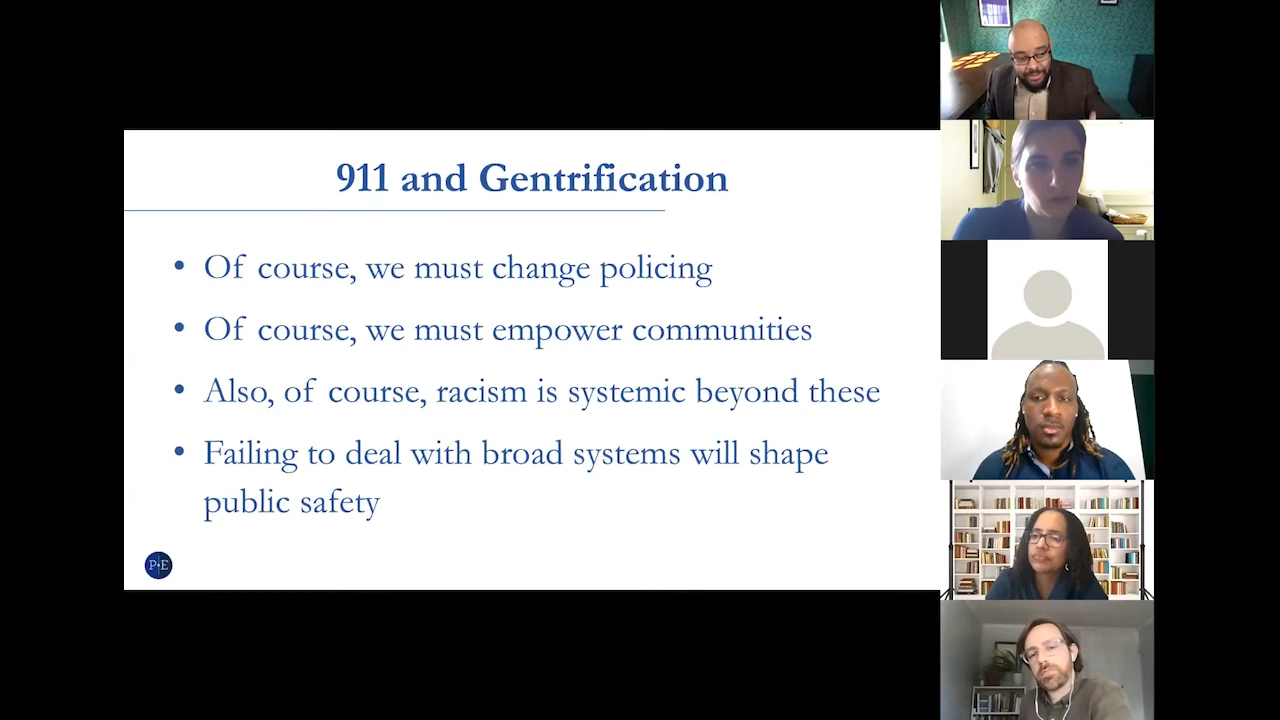 911 and Gentrification
• Of course, we must change policing
• Of course, we must empower communities
• Also, of course, racism is systemic beyond these
• Failing to deal with broad systems will shape
public safety
P+E